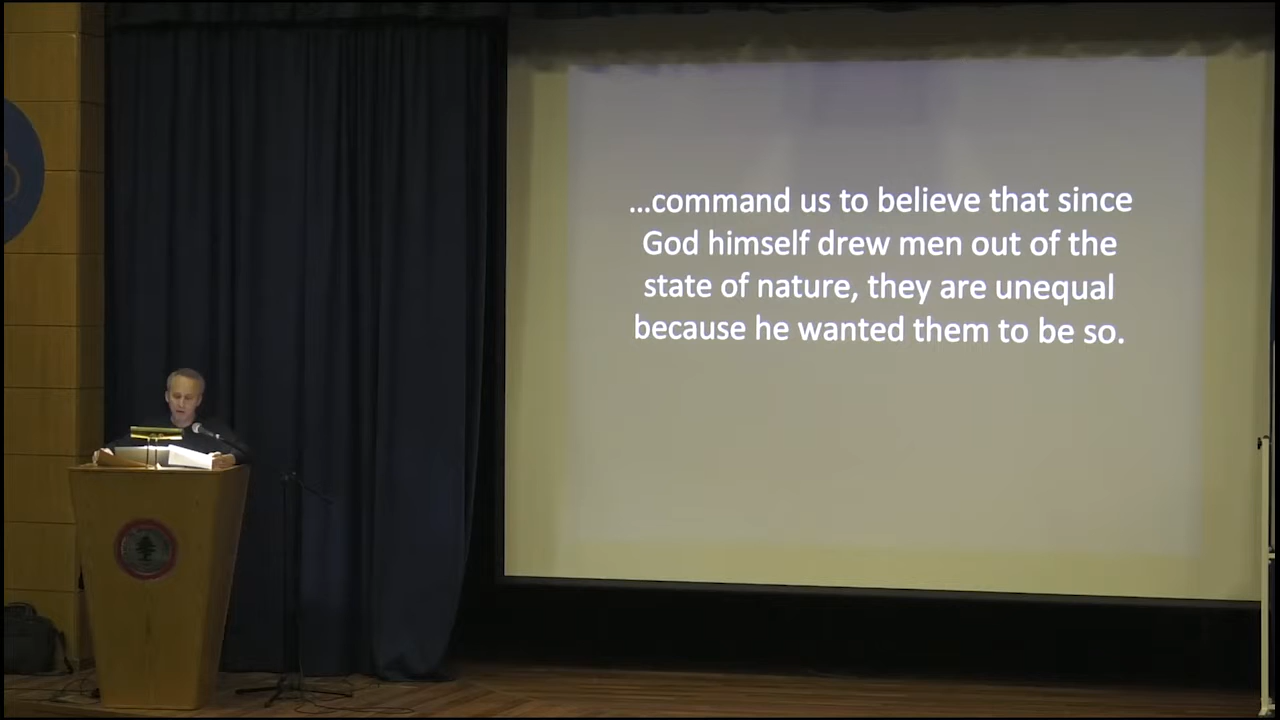 ...command us to believe that since
God himself drew men out of the
state of nature, they are unequal
because he wanted them to be so.